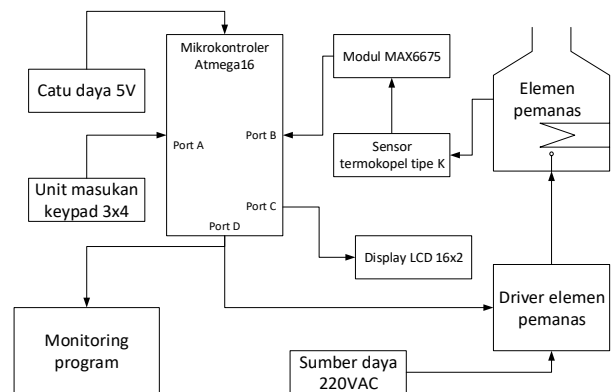 Mikrokontroler
Atmega16
Catu daya 5V
Port A
Unit masukan
keypad 3x4
Port B
Port C
Port D
Modul MAX6675
Sensor
termokopel tipe K
Elemen
pemanas
Display LCD 16x2
Driver elemen
pemanas
Monitoring
program
Sumber daya
220VAC